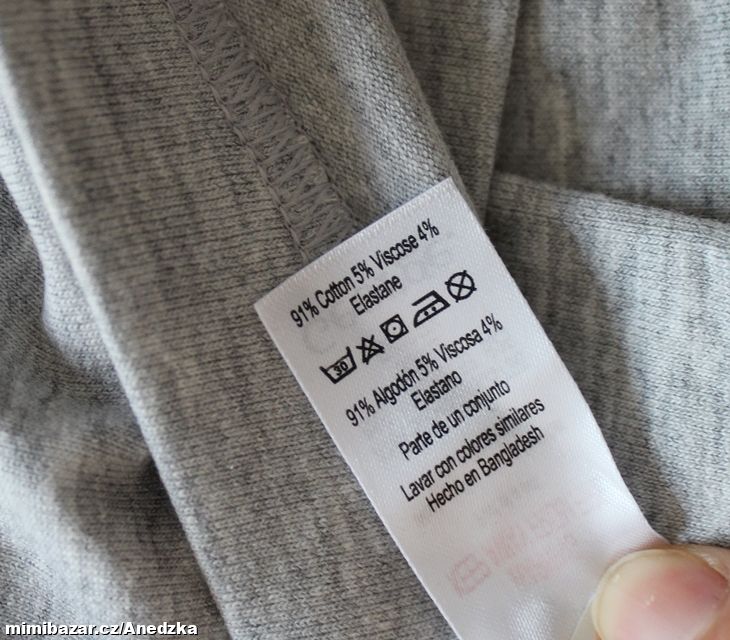 91% Cotton 5% Viscose 4%
Elastane
30
91% Algodón 5% Viscosa 4%
Elastano
Parte de un conjunto
Lavar con colores similares
Hecho en Bangladesh
mimibazar.cz/Anedzka